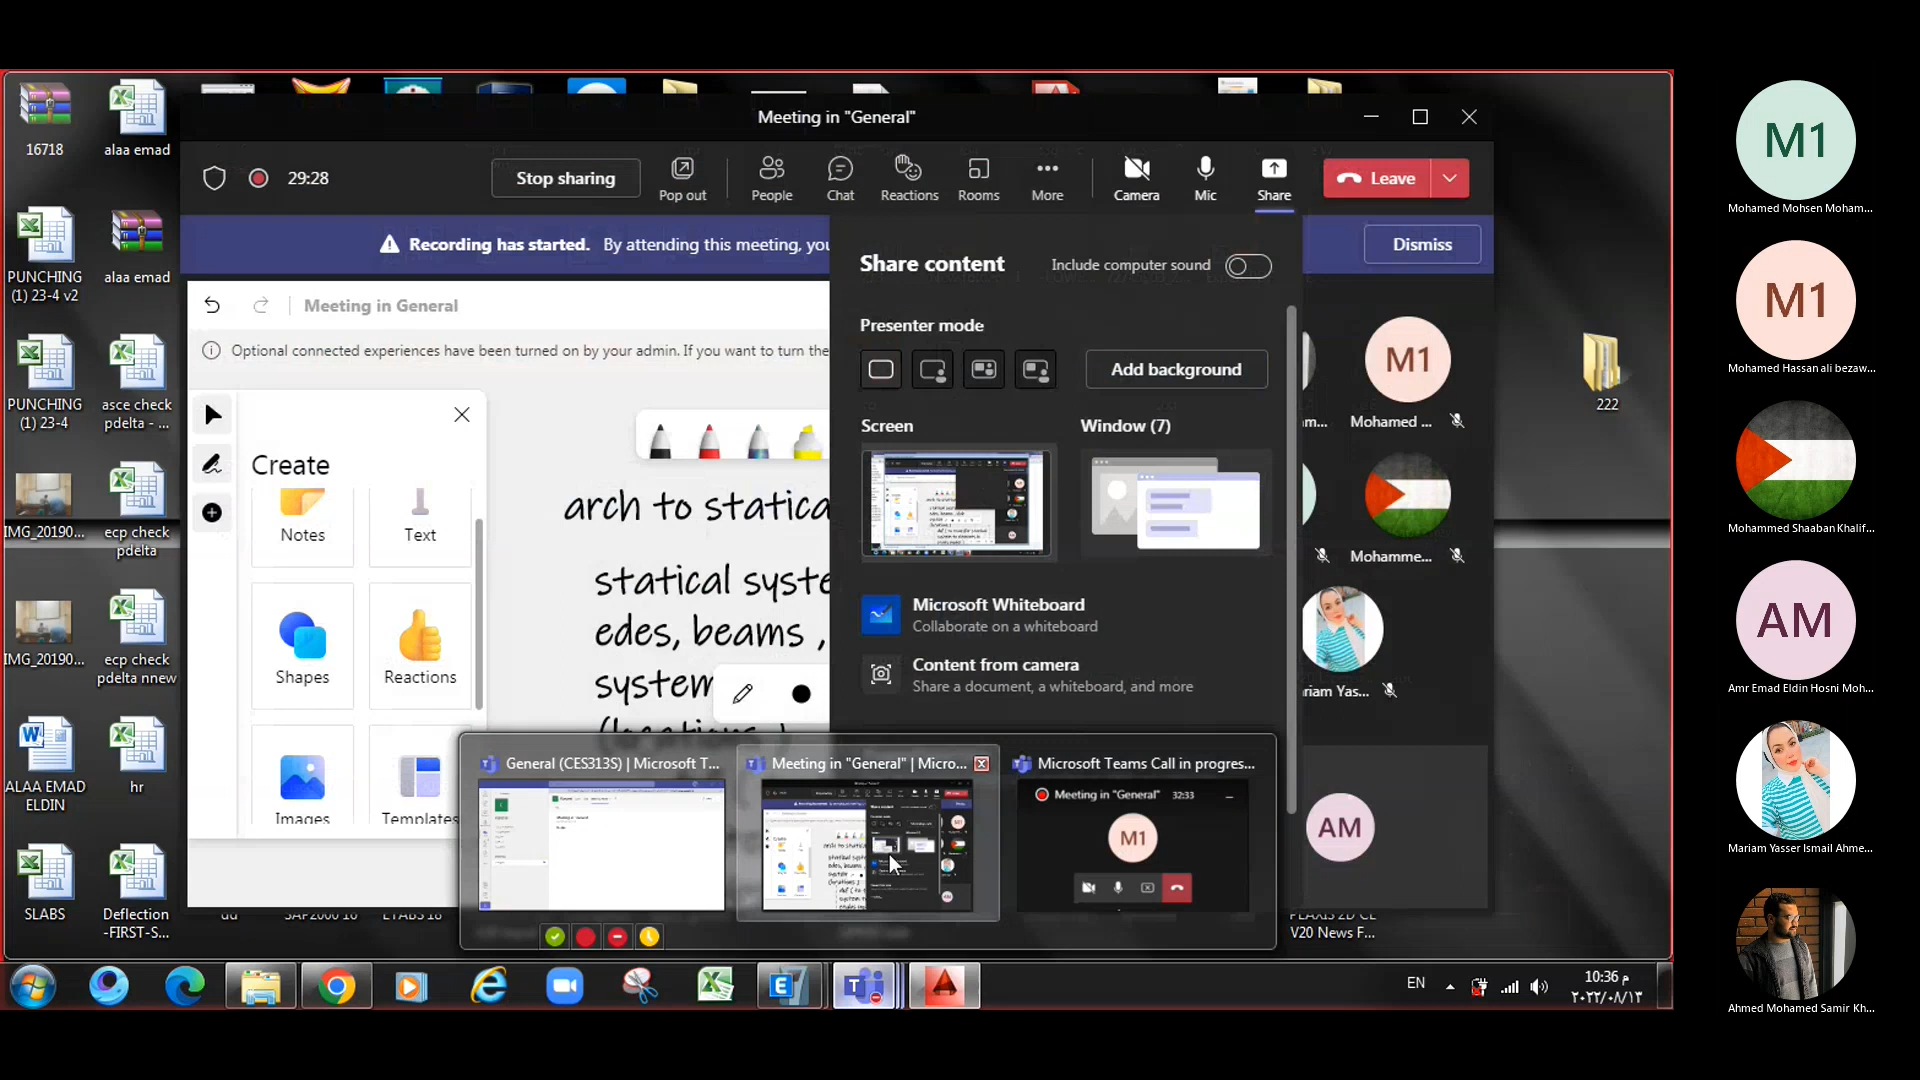 16718
alaa emad
PUNCHING (1) 23-4 v2
alaa emad
PUNCHING (1) 23-4
asce check pdelta - ...
IMG_20190...
ecp check pdelta
IMG_20190...
ecp check pdelta nnew
ALAA EMAD ELDIN
hr
SLABS
Deflection -FIRST-S...
222
PLAXIS 2D CE V20 News F...
Meeting in "General"
29:28
Stop sharing
Pop out
People
Chat
Reactions
Rooms
More
Camera
Mic
Share
Leave
Recording has started. By attending this meeting, you
Dismiss
Meeting in General
Optional connected experiences have been turned on by your admin. If you want to turn the
Create
Notes
Text
Shapes
Reactions
Images
Templates
arch to statica
statical syste
edes, beams ,
system
(locations )
Share content
Include computer sound
Presenter mode
Add background
Screen
Window (7)
Microsoft Whiteboard
Collaborate on a whiteboard
Content from camera
Share a document, a whiteboard, and more
m...
M1
Mohamed ...
Mohamme...
riam Yas...
AM
General (CES313S) | Microsoft T...
Meeting in "General" | Micro...
Microsoft Teams Call in progres...
Meeting in "General" 32:33
M1
EN
10:36 م
٢٠٢٢/٠٨/١٣
M1
Mohamed Mohsen Moham...
M1
Mohamed Hassan ali bezaw...
Mohammed Shaaban Khalif...
AM
Amr Emad Eldin Hosni Moh...
Mariam Yasser Ismail Ahme...
Ahmed Mohamed Samir Kh...